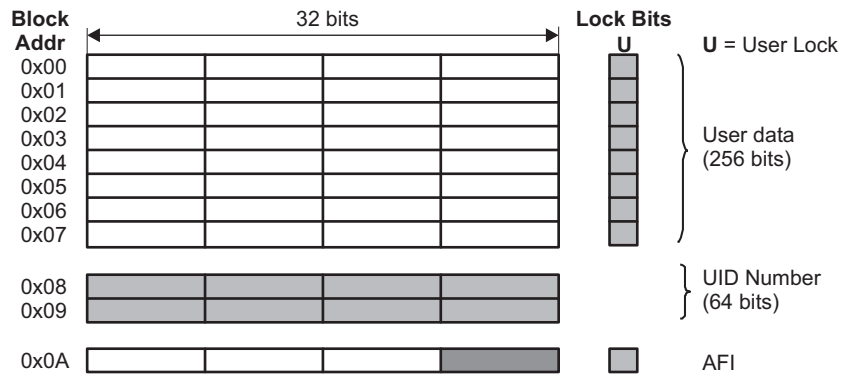 Block Addr
32 bits
Lock Bits
U
U = User Lock
0x00
0x01
0x02
0x03
0x04
0x05
0x06
0x07
User data
(256 bits)
0x08
0x09
UID Number
(64 bits)
0x0A
AFI